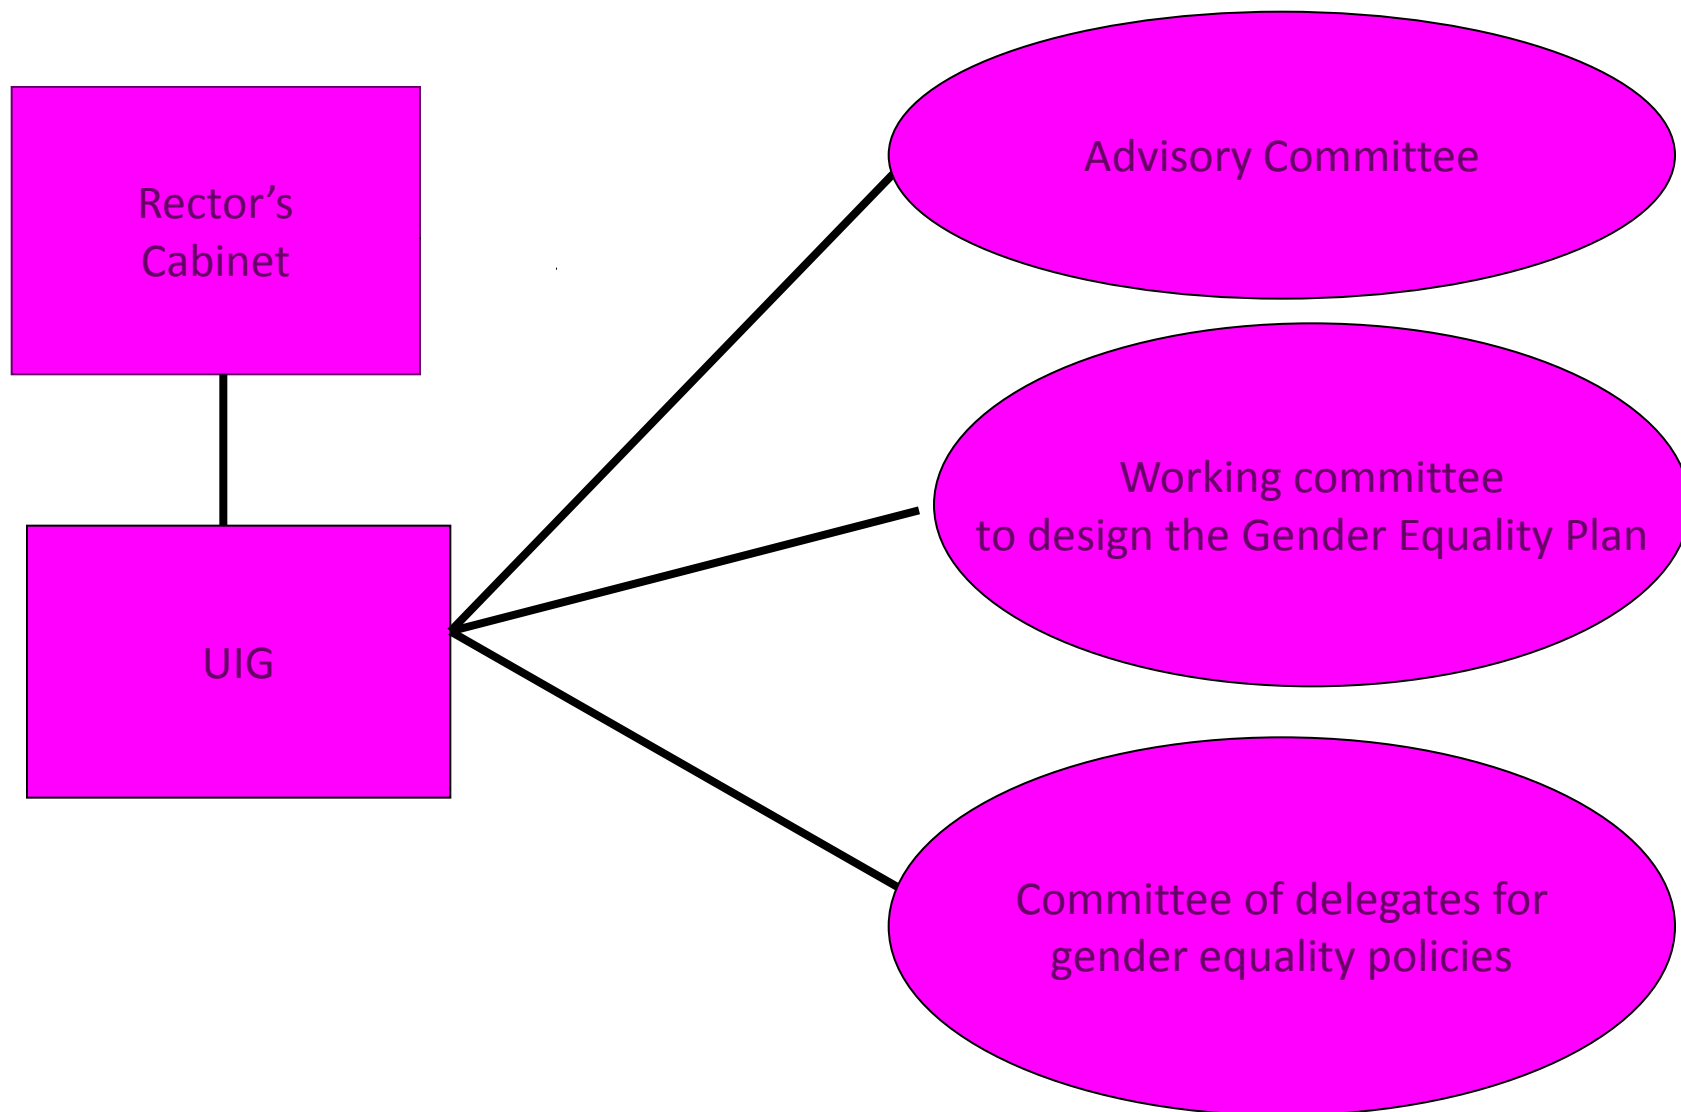 Rector’s
Cabinet
UIG
Advisory Committee
Working committee
to design the Gender Equality Plan
Committee of delegates for
gender equality policies